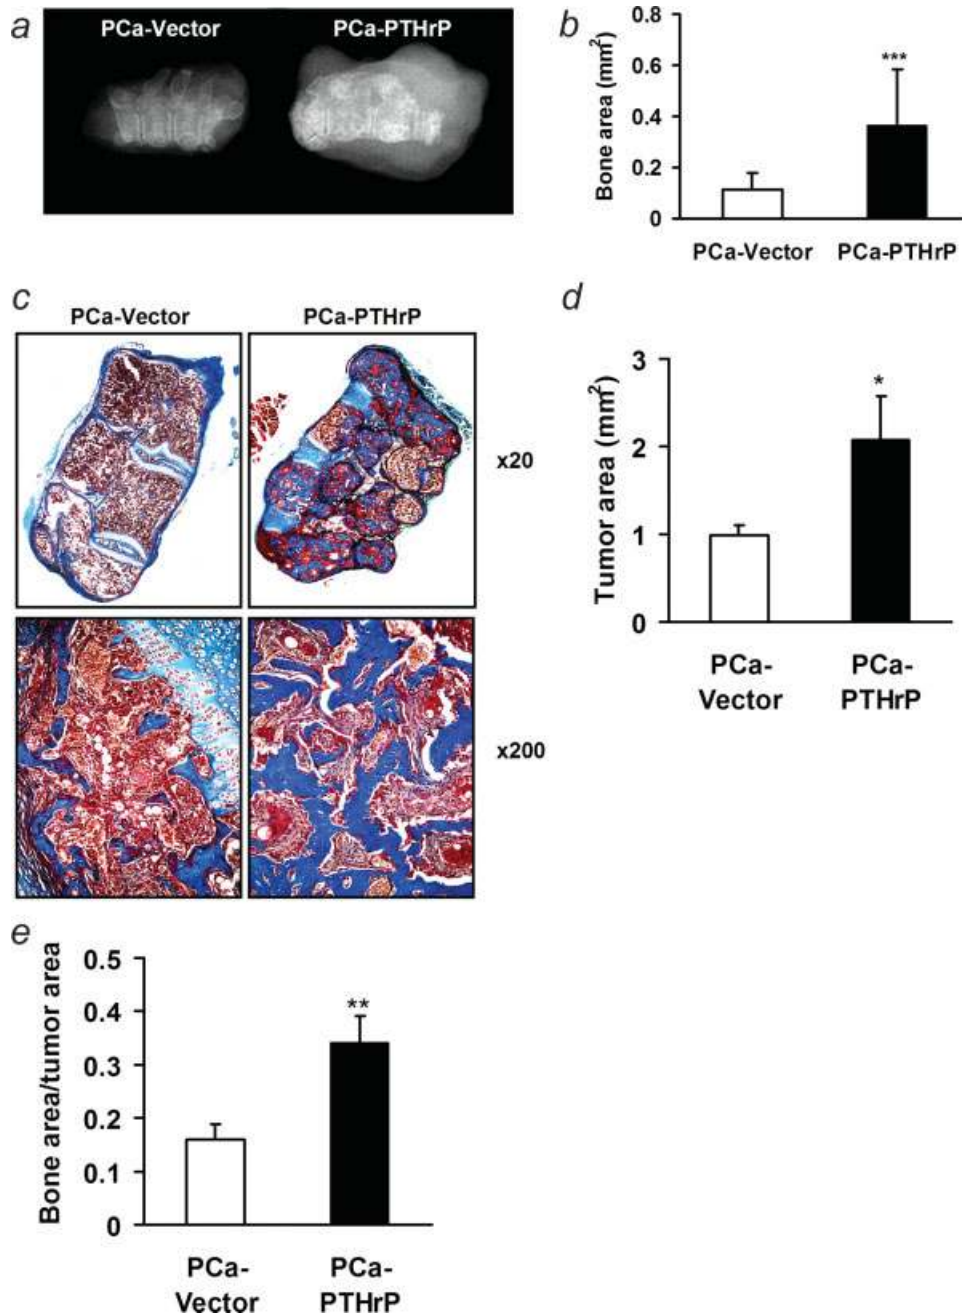 a
PCa-Vector PCa-PTHrP
b
Bone area (mm²)
0.8
0.6
0.4
0.2
0
***
PCa-Vector PCa-PTHrP
c
PCa-Vector PCa-PTHrP
x20
x200
d
Tumor area (mm²)
3
2
1
0
*
PCa-
Vector
PCa-
PTHrP
e
Bone area/tumor area
0.5
0.4
0.3
0.2
0.1
0
**
PCa-
Vector
PCa-
PTHrP